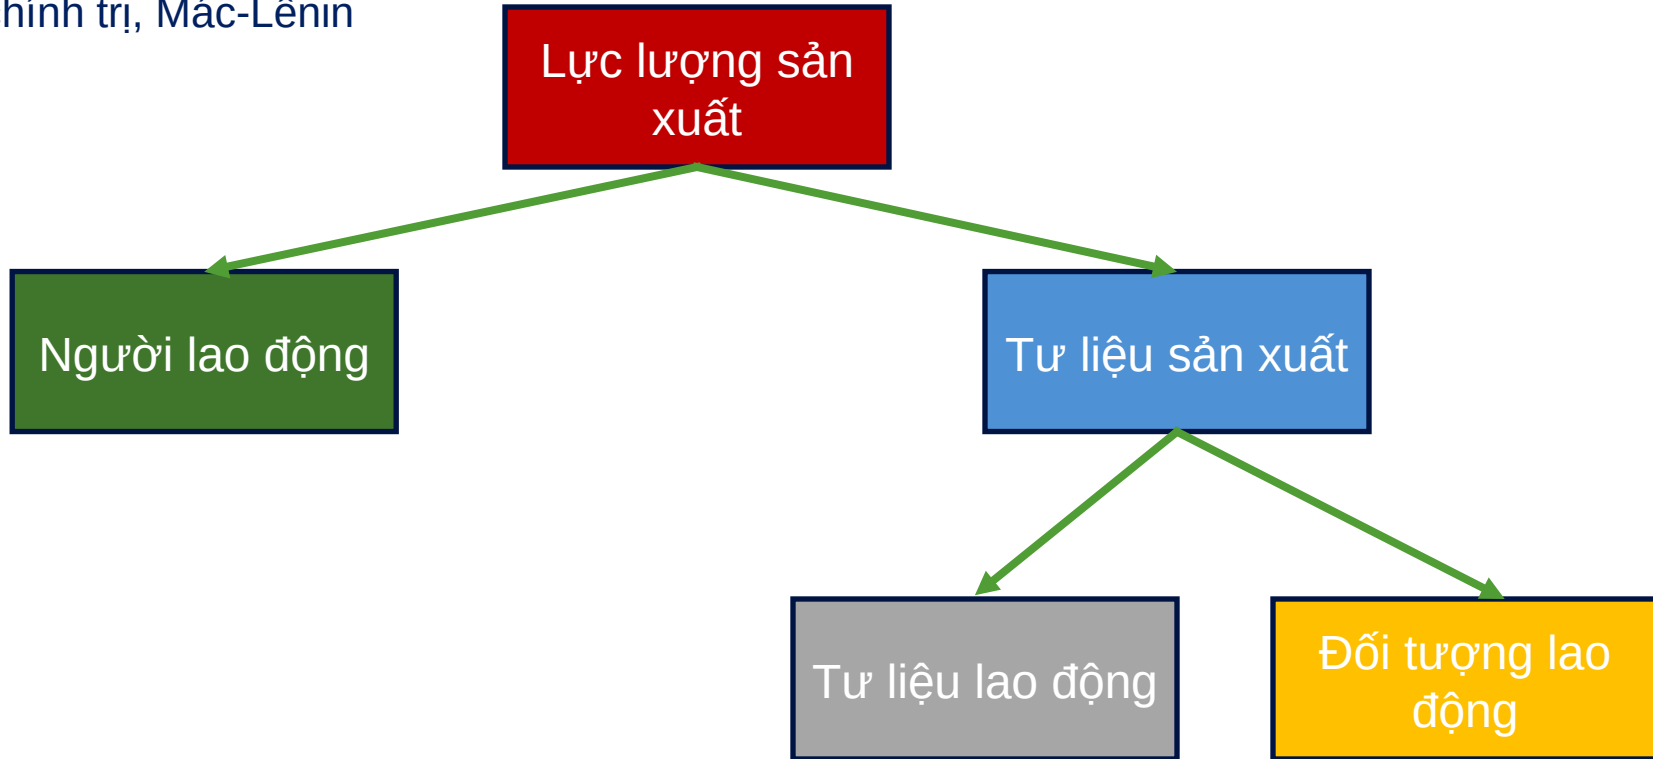 chính trị, Mác-Lênin
Lực lượng sản
xuất
Người lao động
Tư liệu sản xuất
Tư liệu lao động
Đối tượng lao
động